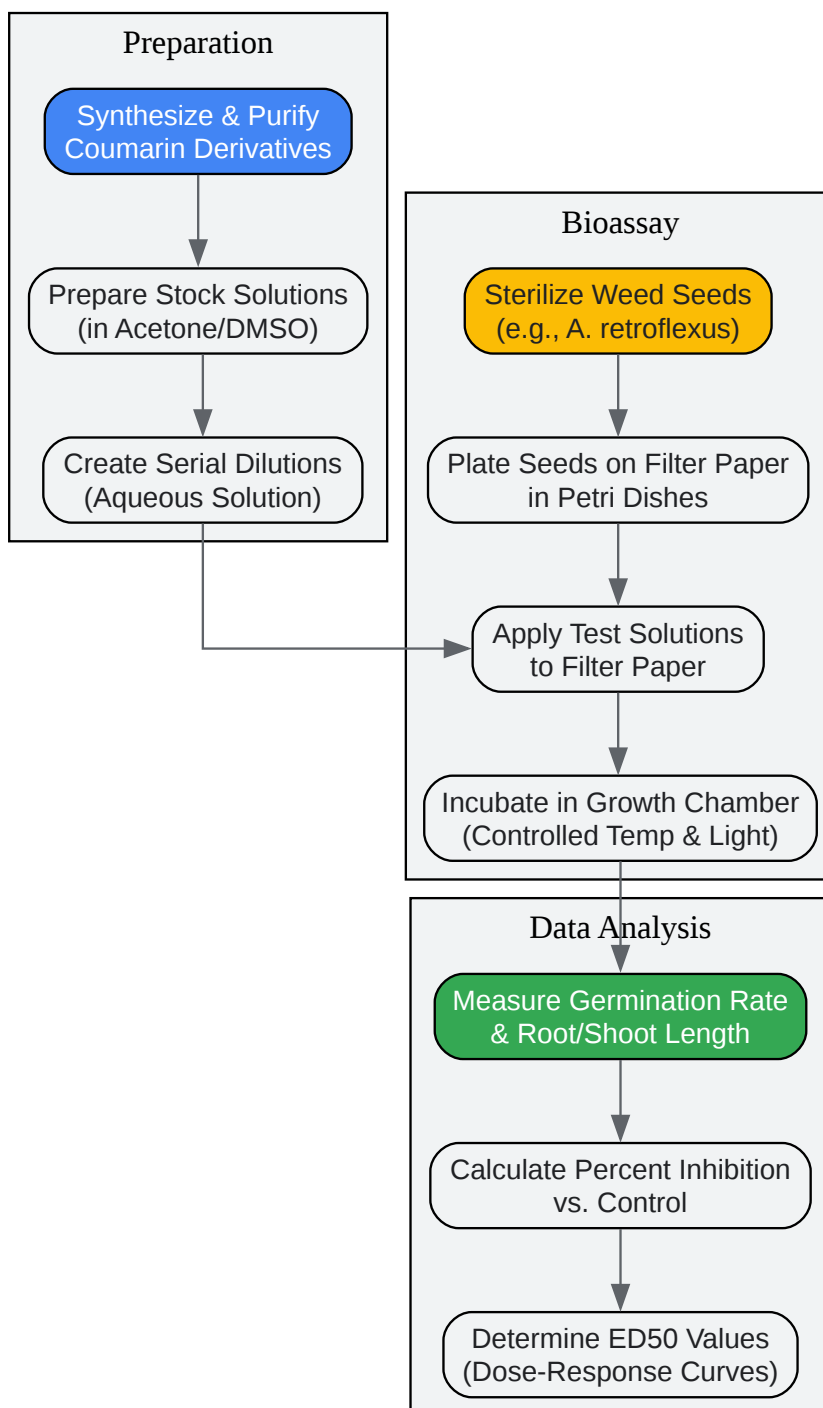 Preparation
Synthesize & Purify
Coumarin Derivatives
Prepare Stock Solutions
(in Acetone/DMSO)
Create Serial Dilutions
(Aqueous Solution)
Bioassay
Sterilize Weed Seeds
(e.g., A. retroflexus)
Plate Seeds on Filter Paper
in Petri Dishes
Apply Test Solutions
to Filter Paper
Incubate in Growth Chamber
(Controlled Temp & Light)
Data Analysis
Measure Germination Rate
& Root/Shoot Length
Calculate Percent Inhibition
vs. Control
Determine ED50 Values
(Dose-Response Curves)